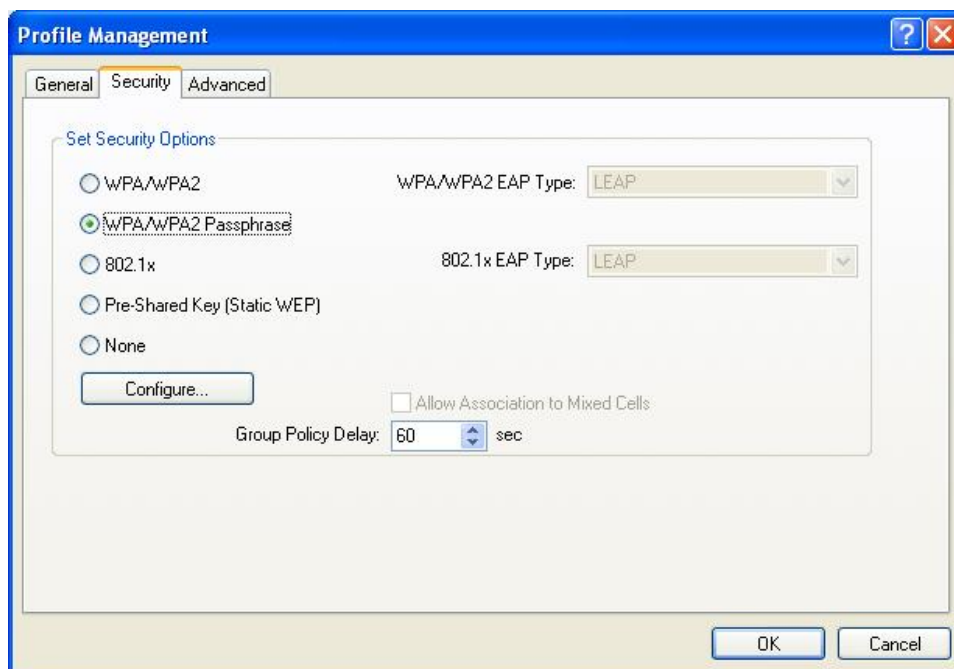 Profile Management
General Security Advanced
Set Security Options
WPA/WPA2 WPA/WPA2 EAP Type: LEAP
WPA/WPA2 Passphrase
802.1x 802.1x EAP Type: LEAP
Pre-Shared Key (Static WEP)
None
Configure...
Allow Association to Mixed Cells
Group Policy Delay: 60 sec
OK Cancel